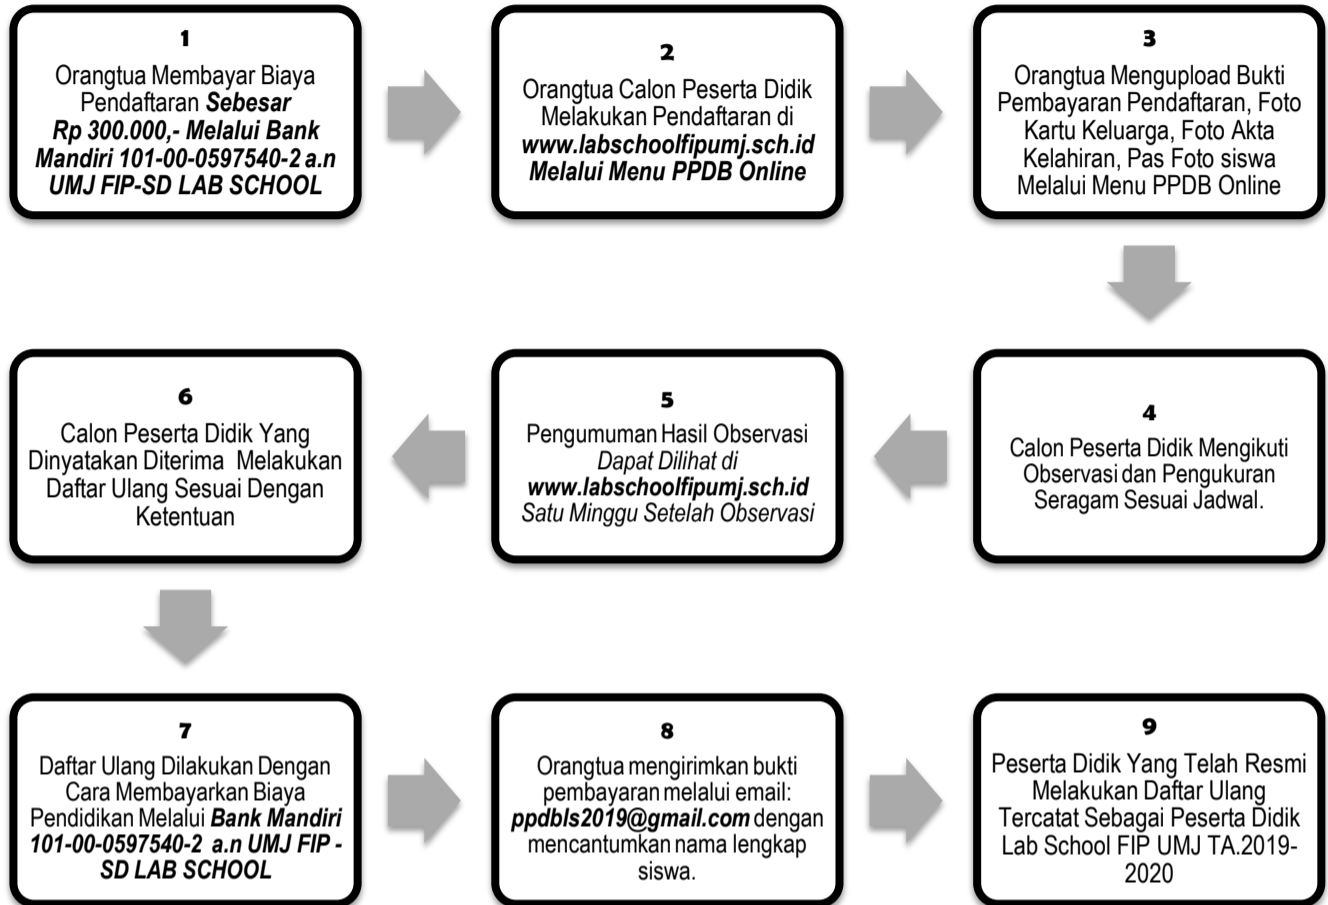 1
Orangtua Membayar Biaya
Pendaftaran Sebesar
Rp 300.000,- Melalui Bank
Mandiri 101-00-0597540-2 a.n
UMJ FIP-SD LAB SCHOOL
2
Orangtua Calon Peserta Didik
Melakukan Pendaftaran di
www.labschoolfipumj.sch.id
Melalui Menu PPDB Online
3
Orangtua Mengupload Bukti
Pembayaran Pendaftaran, Foto
Kartu Keluarga, Foto Akta
Kelahiran, Pas Foto siswa
Melalui Menu PPDB Online
4
Calon Peserta Didik Mengikuti
Observasi dan Pengukuran
Seragam Sesuai Jadwal.
5
Pengumuman Hasil Observasi
Dapat Dilihat di
www.labschoolfipumj.sch.id
Satu Minggu Setelah Observasi
6
Calon Peserta Didik Yang
Dinyatakan Diterima Melakukan
Daftar Ulang Sesuai Dengan
Ketentuan
7
Daftar Ulang Dilakukan Dengan
Cara Membayarkan Biaya
Pendidikan Melalui Bank Mandiri
101-00-0597540-2 a.n UMJ FIP -
SD LAB SCHOOL
8
Orangtua mengirimkan bukti
pembayaran melalui email:
ppdbls2019@gmail.com dengan
mencantumkan nama lengkap
siswa.
9
Peserta Didik Yang Telah Resmi
Melakukan Daftar Ulang
Tercatat Sebagai Peserta Didik
Lab School FIP UMJ TA.2019-
2020